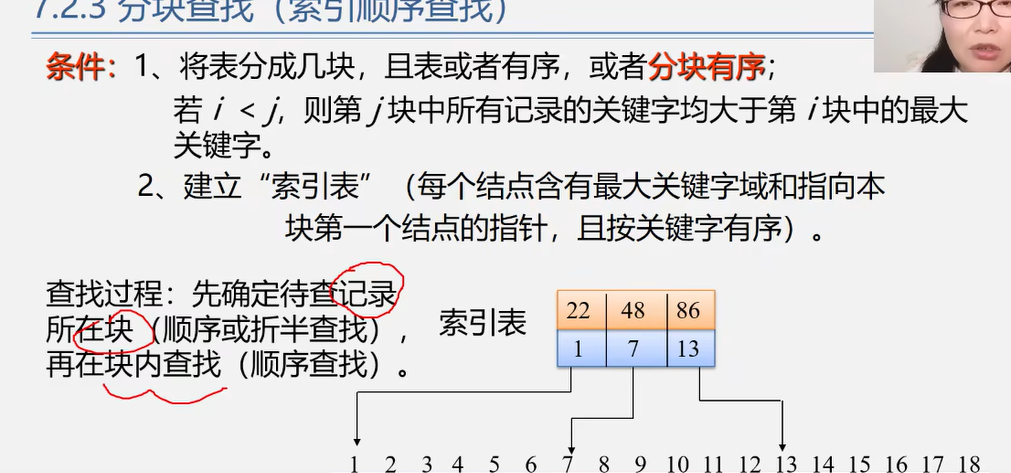 7.2.3 分块查找（索引顺序查找）
条件：1、将表分成几块，且表或者有序，或者分块有序；
若 i < j，则第 j 块中所有记录的关键字均大于第 i 块中的最大
关键字。
2、建立“索引表”（每个结点含有最大关键字域和指向本
块第一个结点的指针，且按关键字有序）。
查找过程：先确定待查记录
所在块（顺序或折半查找），
再在块内查找（顺序查找）。
索引表
22 48 86
1 7 13
1 2 3 4 5 6 7 8 9 10 11 12 13 14 15 16 17 18